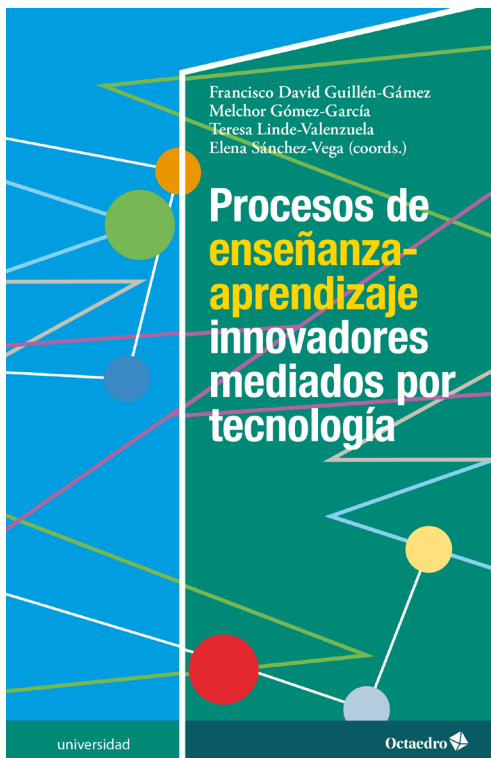 Francisco David Guillén-Gámez
Melchor Gómez-García
Teresa Linde-Valenzuela
Elena Sánchez-Vega (coords.)
Procesos de
enseñanza-
aprendizaje
innovadores
mediados por
tecnología
universidad
Octaedro